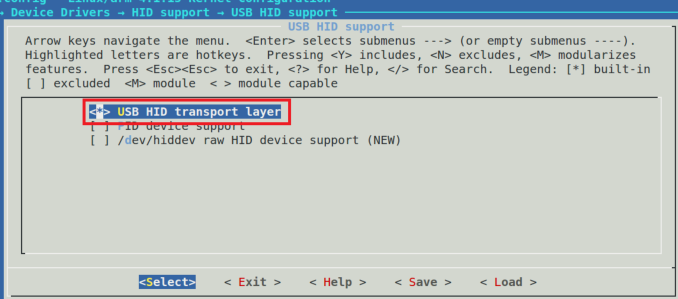 → Device Drivers → HID support → USB HID support
USB HID support
Arrow keys navigate the menu. <Enter> selects submenus ---> (or empty submenus ----).
Highlighted letters are hotkeys. Pressing <Y> includes, <N> excludes, <M> modularizes
features. Press <Esc><Esc> to exit, <?> for Help, </> for Search. Legend: [*] built-in
[ ] excluded <M> module < > module capable
<*> USB HID transport layer
[ ] PID device support
[ ] /dev/hiddev raw HID device support (NEW)
<Select> < Exit > < Help > < Save > < Load >